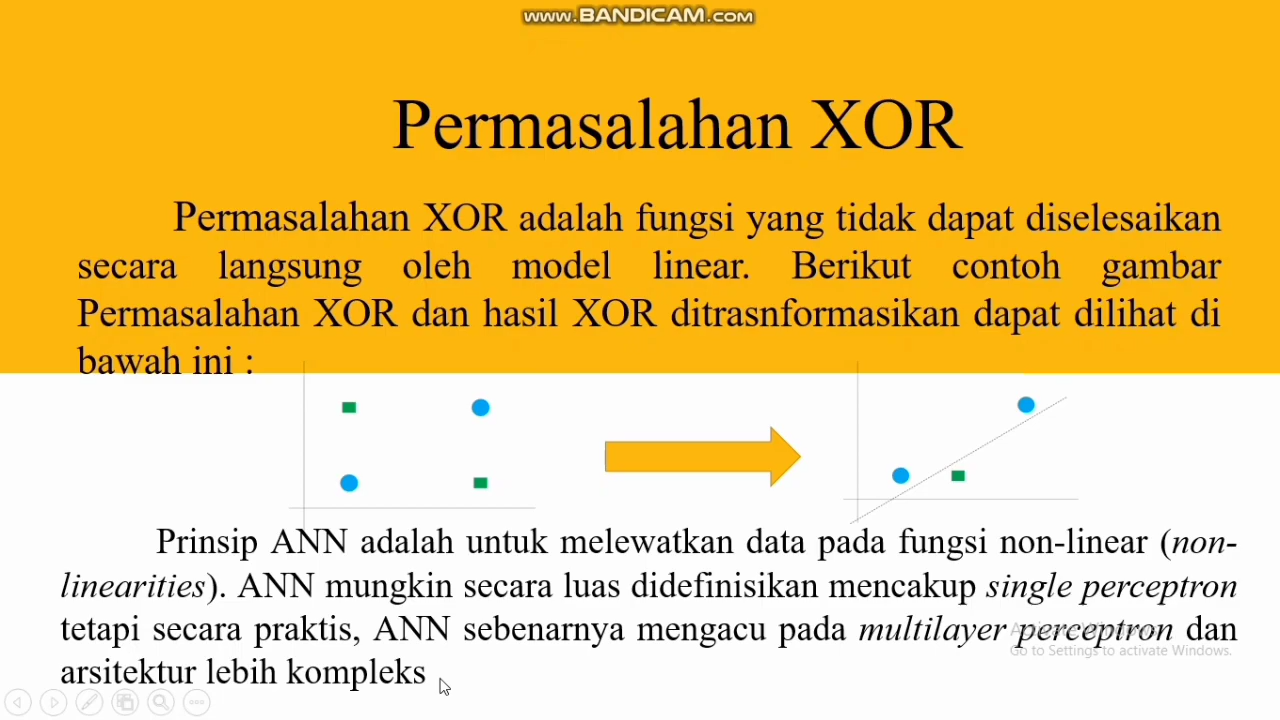 www.BANDICAM.com
Permasalahan XOR
Permasalahan XOR adalah fungsi yang tidak dapat diselesaikan
secara langsung oleh model linear. Berikut contoh gambar
Permasalahan XOR dan hasil XOR ditrasnformasikan dapat dilihat di
bawah ini :
Prinsip ANN adalah untuk melewatkan data pada fungsi non-linear (non-
linearities). ANN mungkin secara luas didefinisikan mencakup single perceptron
tetapi secara praktis, ANN sebenarnya mengacu pada multilayer perceptron dan
arsitektur lebih kompleks
Activate Windows
Go to Settings to activate Windows.